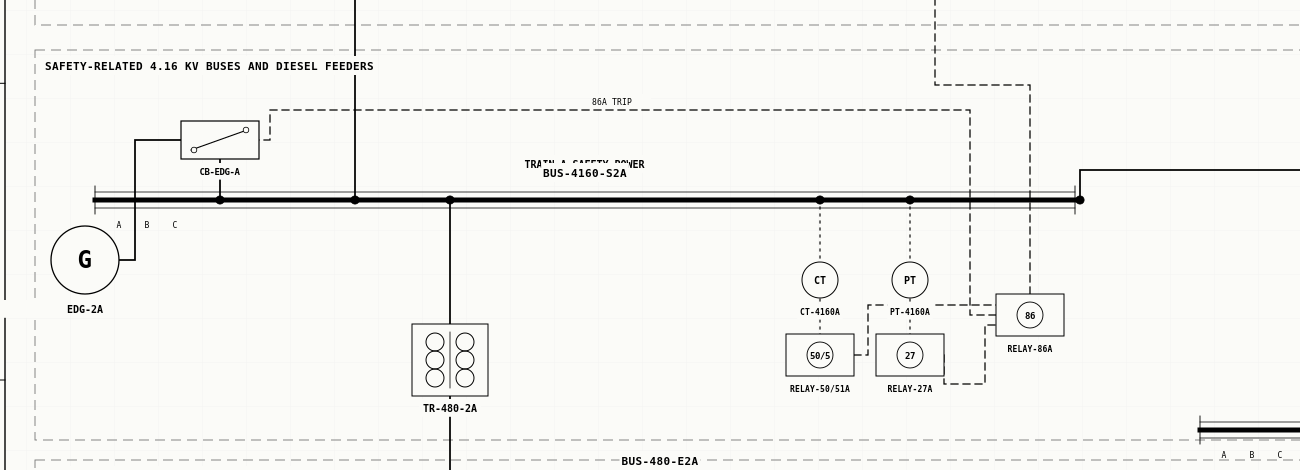 SAFETY-RELATED 4.16 KV BUSES AND DIESEL FEEDERS
86A TRIP
CB-EDG-A
TRAIN A SAFETY POWER
BUS-4160-S2A
A B C
G
EDG-2A
CT
PT
CT-4160A
PT-4160A
86
RELAY-86A
50/5
27
RELAY-50/51A
RELAY-27A
TR-480-2A
A B C
BUS-480-E2A